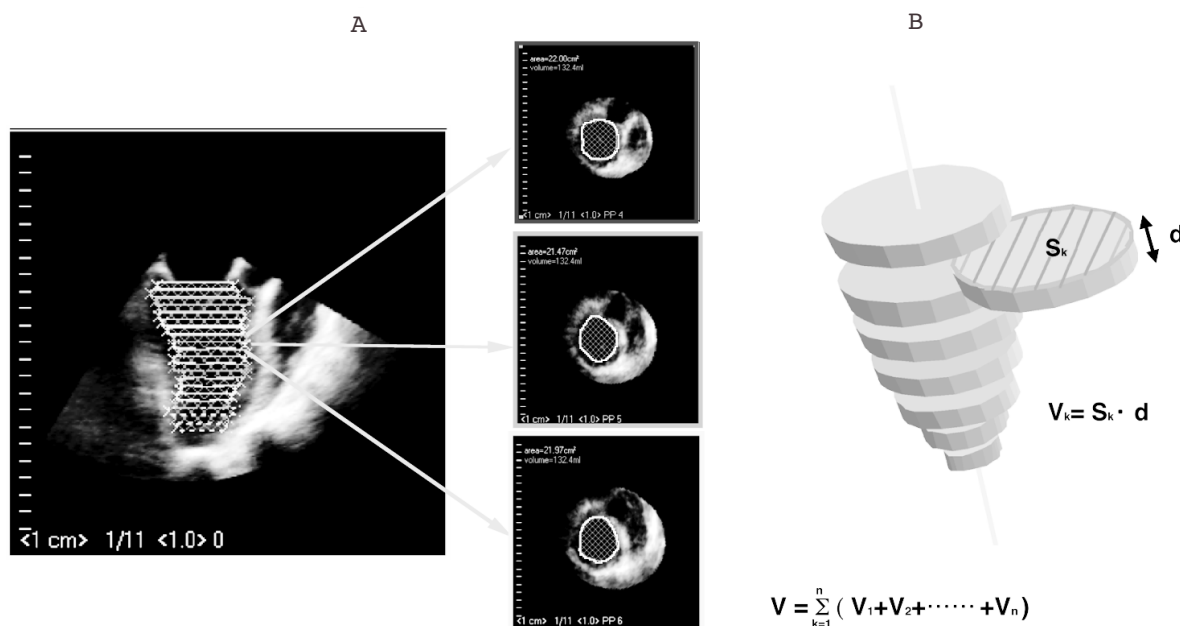 A
B
area=22.00cm²
volume=132.4ml
<1 cm> 1/11 <1.0> PP 4
area=21.47cm²
volume=132.4ml
<1 cm> 1/11 <1.0> PP 5
area=21.97cm²
volume=132.4ml
<1 cm> 1/11 <1.0> PP 6
<1 cm> 1/11 <1.0> 0
Sₖ
d
Vₖ= Sₖ · d
V = n Σ k=1 ( V₁+V₂+······ +Vₙ)